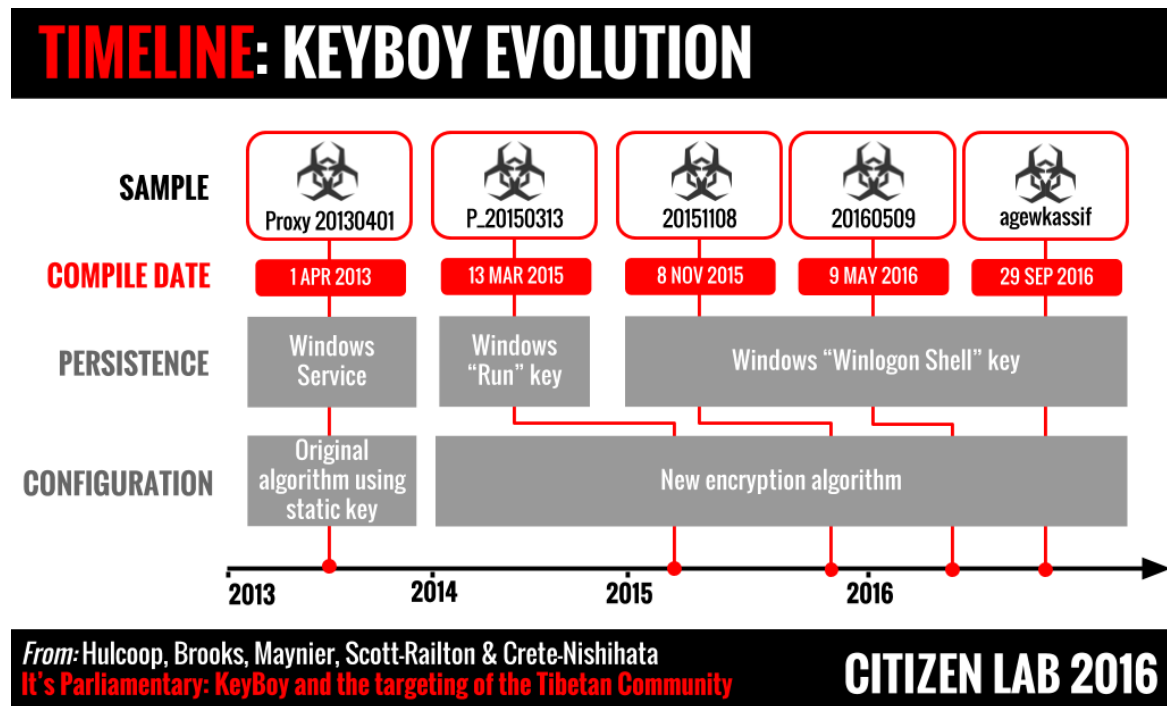 TIMELINE: KEYBOY EVOLUTION
SAMPLE
Proxy 20130401
P_20150313
20151108
20160509
agewkassif
COMPILE DATE
1 APR 2013
13 MAR 2015
8 NOV 2015
9 MAY 2016
29 SEP 2016
PERSISTENCE
Windows
Service
Windows
“Run” key
Windows “Winlogon Shell” key
CONFIGURATION
Original
algorithm using
static key
New encryption algorithm
2013
2014
2015
2016
From: Hulcoop, Brooks, Maynier, Scott-Railton & Crete-Nishihata
It’s Parliamentary: KeyBoy and the targeting of the Tibetan Community
CITIZEN LAB 2016